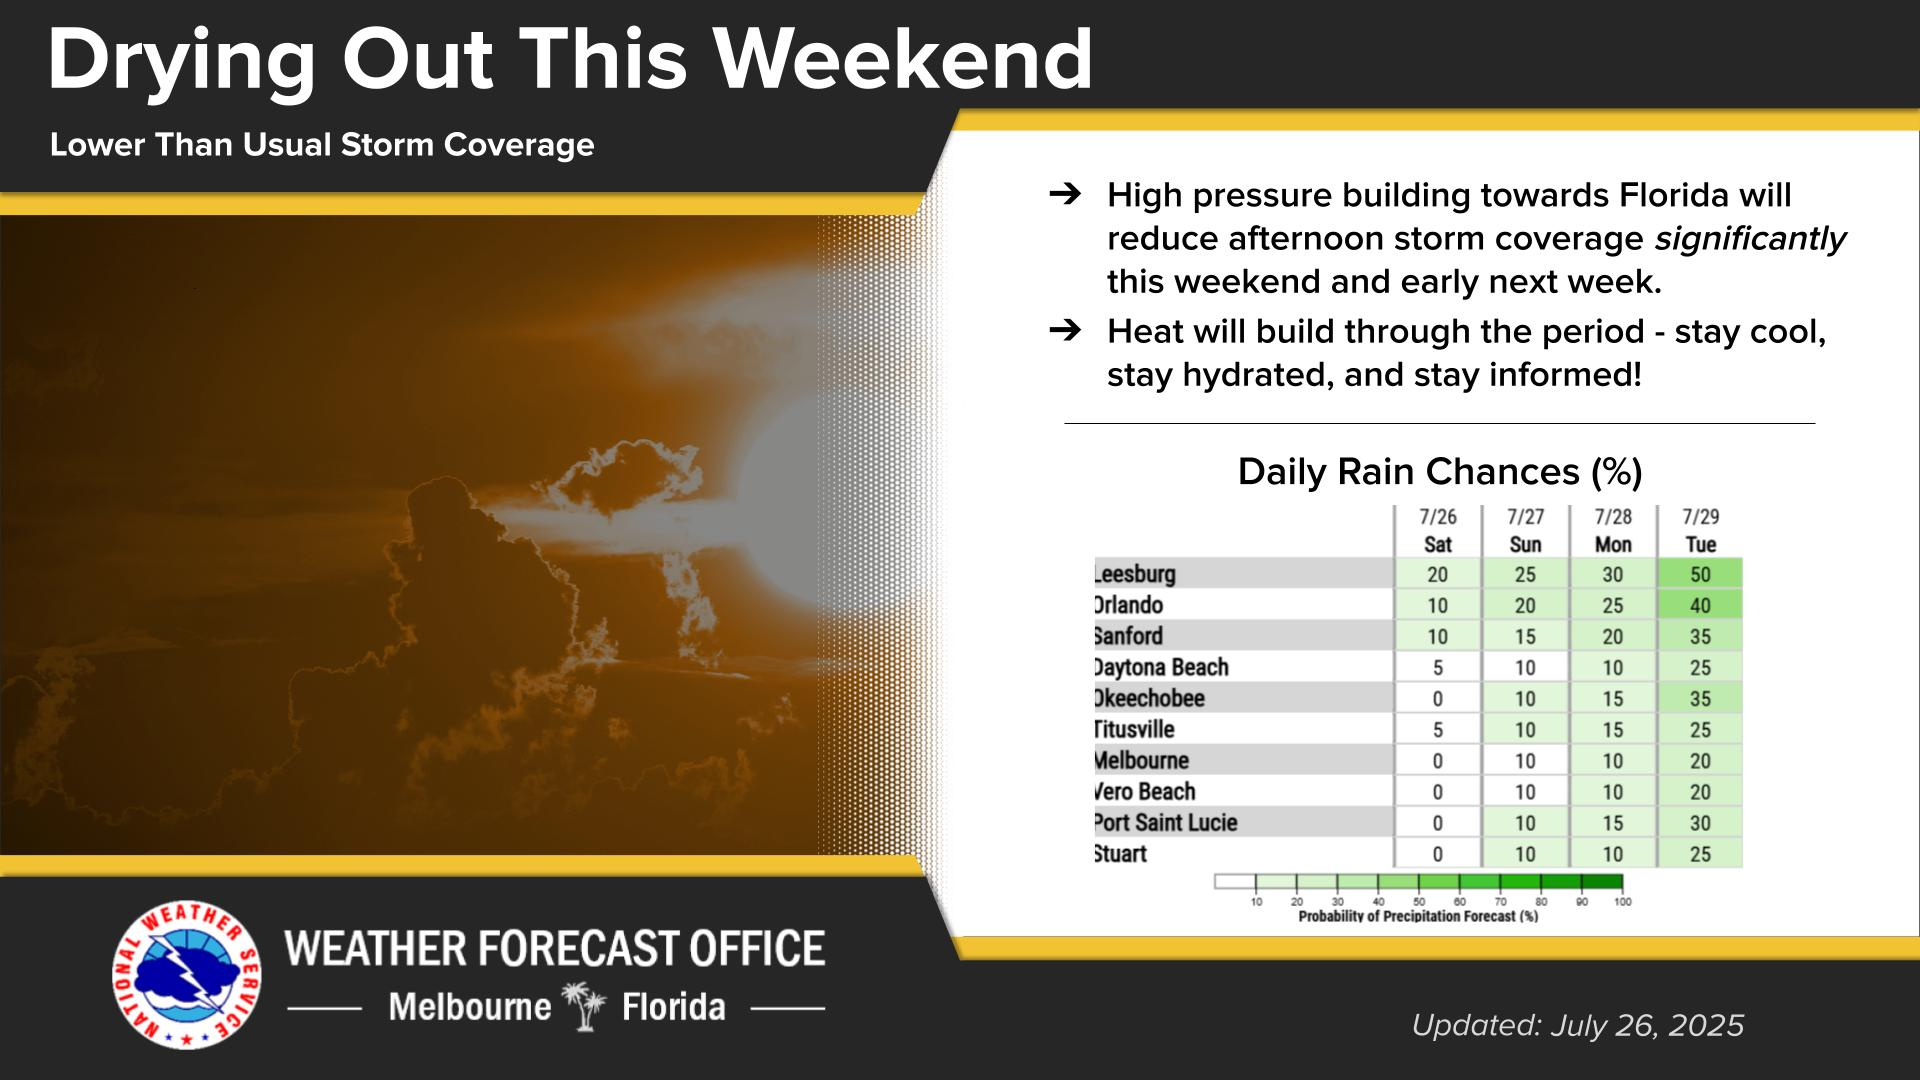 Drying Out This Weekend
Lower Than Usual Storm Coverage
➔ High pressure building towards Florida will
reduce afternoon storm coverage significantly
this weekend and early next week.
➔ Heat will build through the period - stay cool,
stay hydrated, and stay informed!
Daily Rain Chances (%)
7/26 7/27 7/28 7/29
Sat Sun Mon Tue
Leesburg 20 25 30 50
Orlando 10 20 25 40
Sanford 10 15 20 35
Daytona Beach 5 10 10 25
Okeechobee 0 10 15 35
Titusville 5 10 15 25
Melbourne 0 10 10 20
Vero Beach 0 10 10 20
Port Saint Lucie 0 10 15 30
Stuart 0 10 10 25
10 20 30 40 50 60 70 80 90 100
Probability of Precipitation Forecast (%)
NATIONAL WEATHER SERVICE
WEATHER FORECAST OFFICE
Melbourne Florida
Updated: July 26, 2025